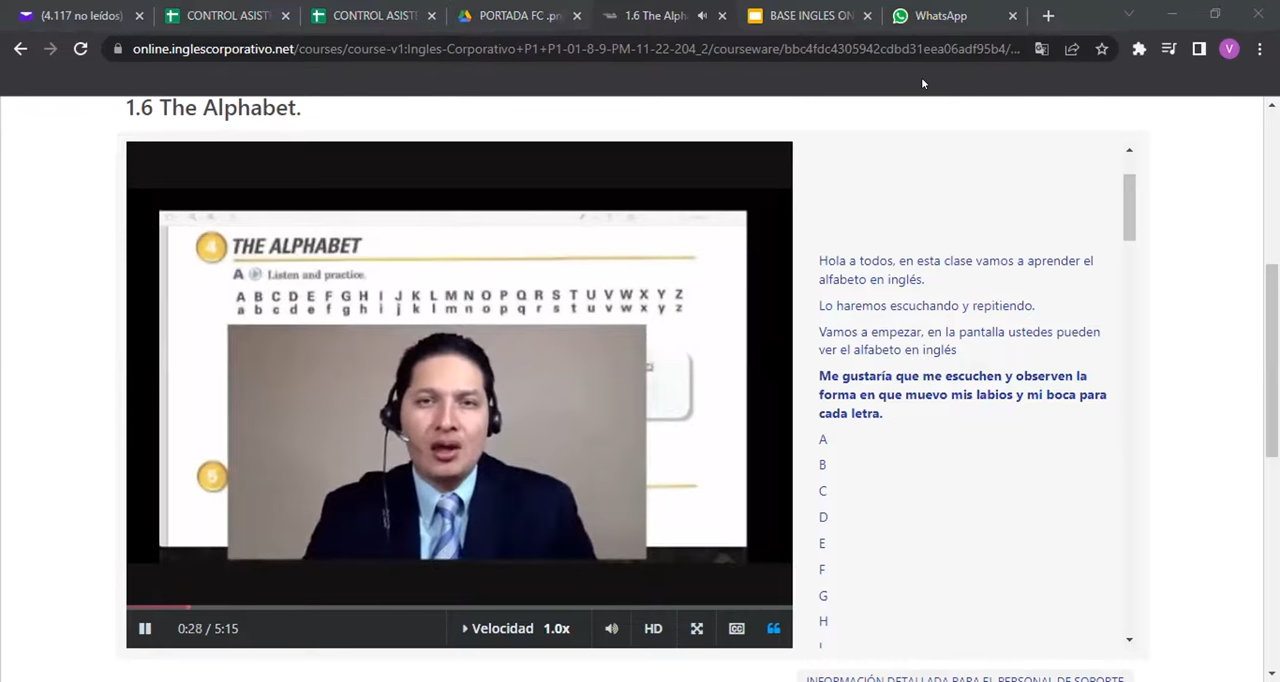 (4.117 no leídos)
CONTROL ASIST
CONTROL ASISTE
PORTADA FC .pn
1.6 The Alph
BASE INGLES ON
WhatsApp
online.inglescorporativo.net/courses/course-v1:Ingles-Corporativo+P1+P1-01-8-9-PM-11-22-204_2/courseware/bbc4fdc4305942cdbd31eea06adf95b4/...
V
1.6 The Alphabet.
4 THE ALPHABET
A Listen and practice.
A B C D E F G H I J K L M N O P Q R S T U V W X Y Z
a b c d e f g h i j k l m n o p q r s t u v w x y z
5
Hola a todos, en esta clase vamos a aprender el
alfabeto en inglés.
Lo haremos escuchando y repitiendo.
Vamos a empezar, en la pantalla ustedes pueden
ver el alfabeto en inglés
Me gustaría que me escuchen y observen la
forma en que muevo mis labios y mi boca para
cada letra.
A
B
C
D
E
F
G
H
0:28 / 5:15
Velocidad 1.0x
HD
CC
INFORMACIÓN DETALLADA PARA EL PERSONAL DE SOPORTE